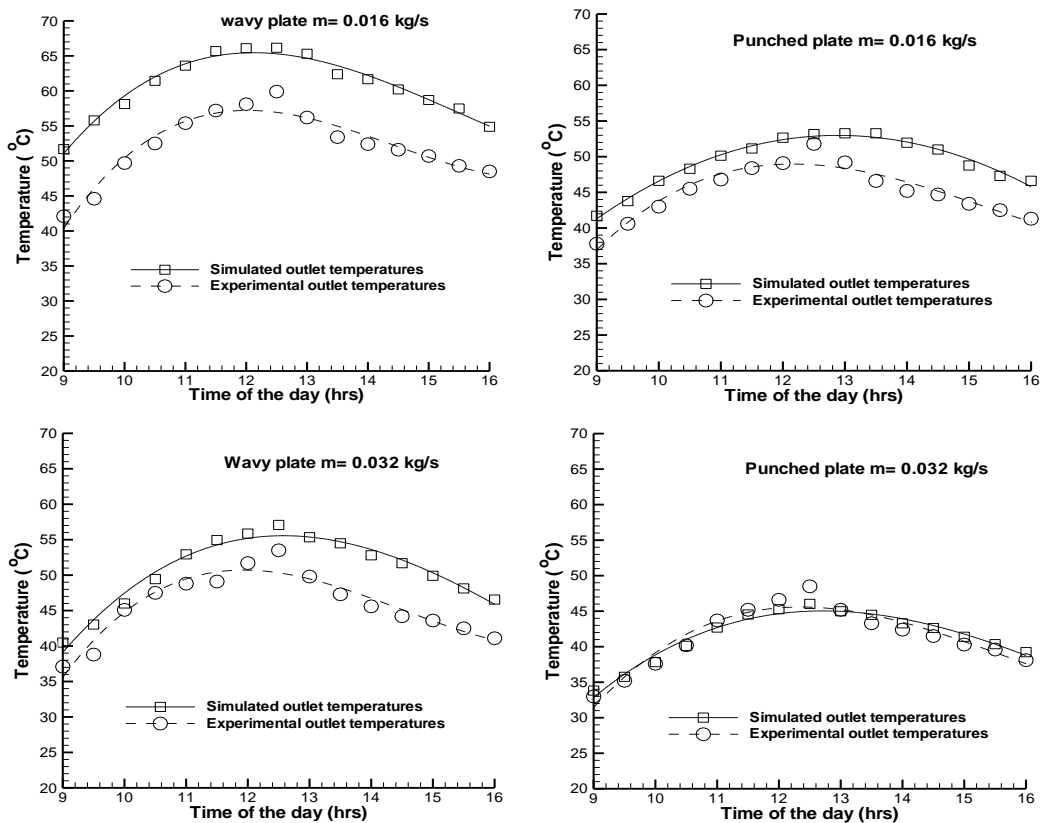 wavy plate m= 0.016 kg/s
Temperature ( °C)
70
65
60
55
50
45
40
35
30
25
20
Simulated outlet temperatures
Experimental outlet temperatures
9 10 11 12 13 14 15 16
Time of the day (hrs)
Punched plate m= 0.016 kg/s
Temperature ( °C)
70
65
60
55
50
45
40
35
30
25
20
Simulated outlet temperatures
Experimental outlet temperatures
9 10 11 12 13 14 15 16
Time of the day (hrs)
Wavy plate m= 0.032 kg/s
Temperature ( °C)
70
65
60
55
50
45
40
35
30
25
20
Simulated outlet temperatures
Experimental outlet temperatures
9 10 11 12 13 14 15 16
Time of the day (hrs)
Punched plate m= 0.032 kg/s
Temperature ( °C)
70
65
60
55
50
45
40
35
30
25
20
Simulated outlet temperatures
Experimental outlet temperatures
9 10 11 12 13 14 15 16
Time of the day (hrs)